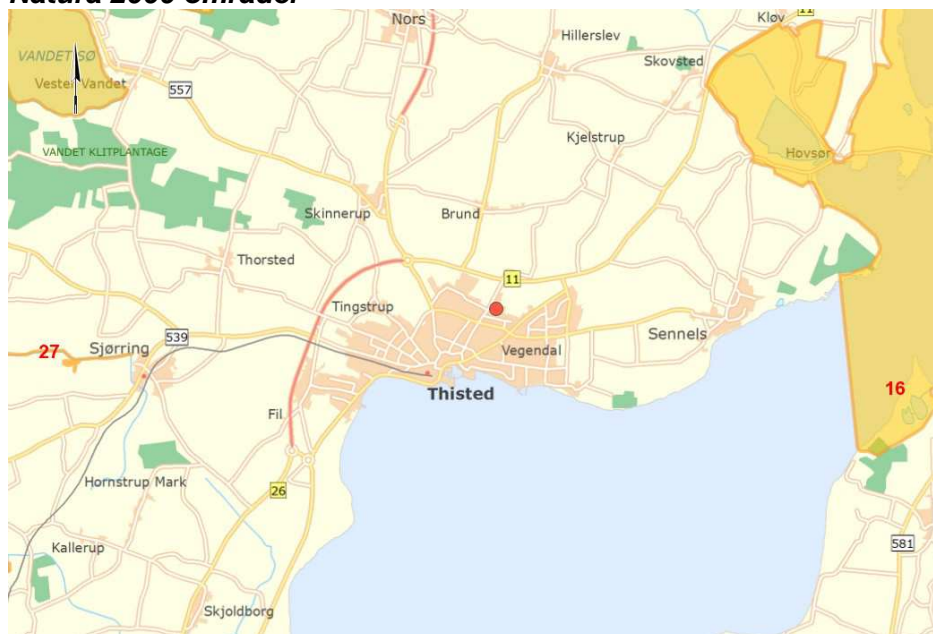 Natura 2000 områder
Nors
11
Kløv
Hillerslev
VANDET SØ
Skovsted
Vester Vandet
557
Kjelstrup
VANDET KLITPLANTAGE
Hovsør
Skinnerup
Brund
Thorsted
11
Tingstrup
539
Sennels
27
Sjørring
Vegendal
16
Thisted
Fil
Hornstrup Mark
26
581
Kallerup
Skjoldborg